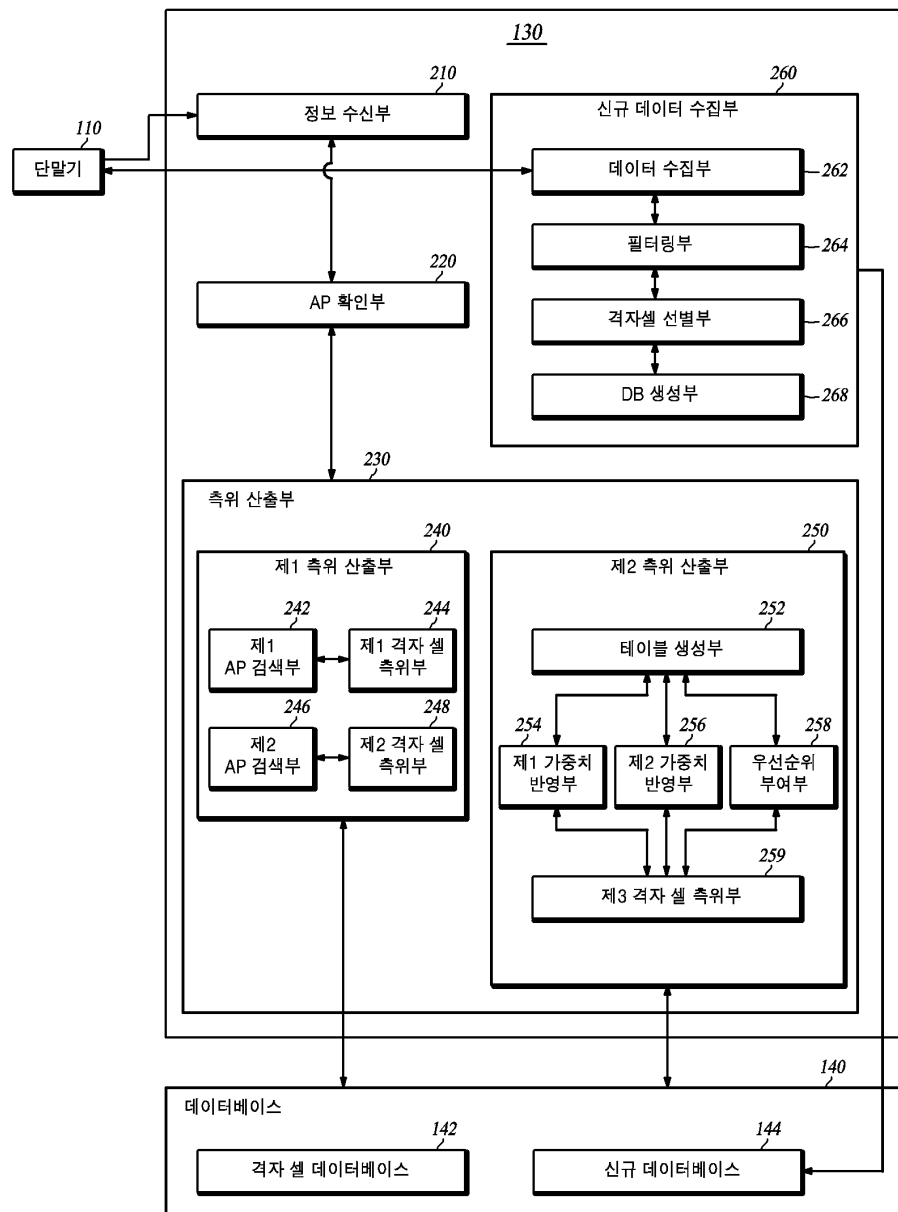 130
210
정보 수신부
110
단말기
260
신규 데이터 수집부
데이터 수집부
262
필터링부
264
격자셀 선별부
266
DB 생성부
268
220
AP 확인부
230
측위 산출부
240
제1 측위 산출부
242
제1
AP 검색부
244
제1 격자 셀
측위부
246
제2
AP 검색부
248
제2 격자 셀
측위부
250
제2 측위 산출부
252
테이블 생성부
254
제1 가중치
반영부
256
제2 가중치
반영부
258
우선순위
부여부
259
제3 격자 셀 측위부
140
데이터베이스
142
격자 셀 데이터베이스
144
신규 데이터베이스